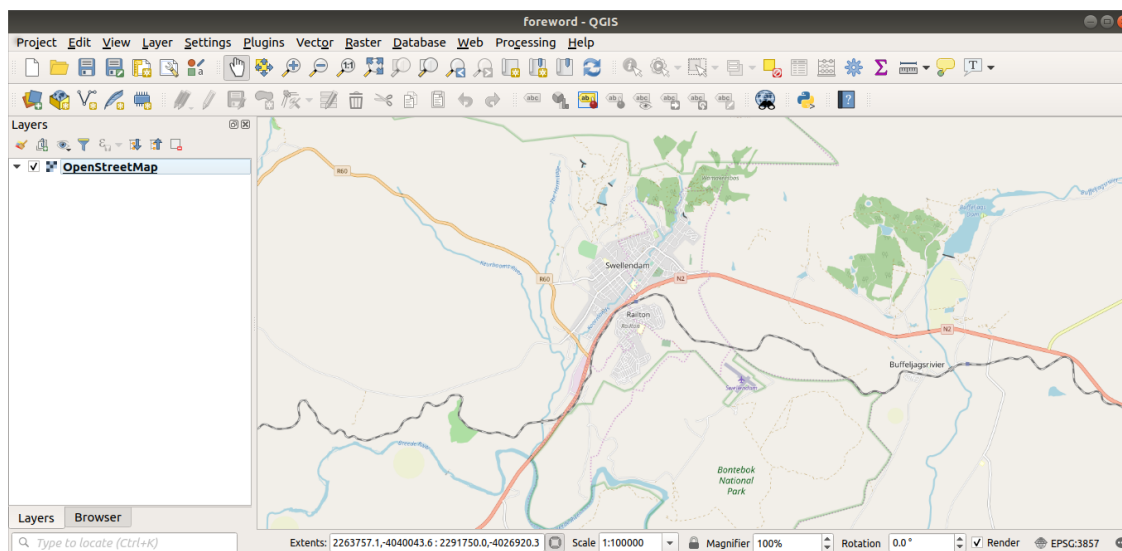 foreword - QGIS
Project Edit View Layer Settings Plugins Vector Raster Database Web Processing Help
Layers
OpenStreetMap
R60
R60
Swellendam
N2
Railton
Railton
N2
Buffeljagsrivier
Bontebok
National
Park
Layers Browser
Type to locate (Ctrl+K)
Extents: 2263757.1,-4040043.6 : 2291750.0,-4026920.3 Scale 1:100000 Magnifier 100% Rotation 0.0 ° Render EPSG:3857